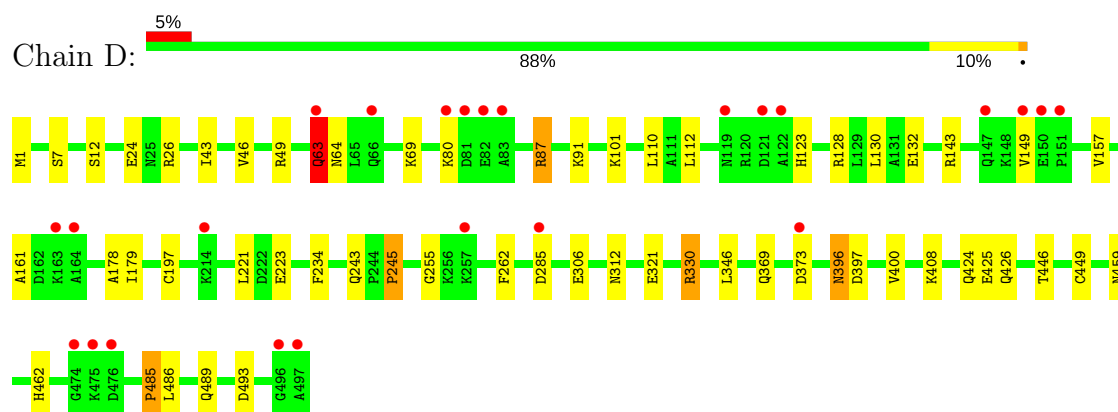 5%
Chain D:
88% 10% •
M1 S7 S12 E24 N25 R26 I43 V46 R49 Q63 N64 L65 Q66 K69 K80 D81 E82 A83 R87 K91 K101 L110 A111 L112 N119 R120 D121 A122 H123 R128 L129 L130 A131 E132 R143 Q147 K148 V149 E150 P151 V157
A161 D162 K163 A164 A178 I179 C197 K214 L221 D222 E223 F234 Q243 P244 P245 G255 K256 K257 F262 D285 E306 N312 E321 R330 L346 Q369 D373 N396 D397 V400 K408 Q424 E425 Q426 T446 C449 N459
H462 G474 K475 D476 P485 L486 Q489 D493 G496 A497